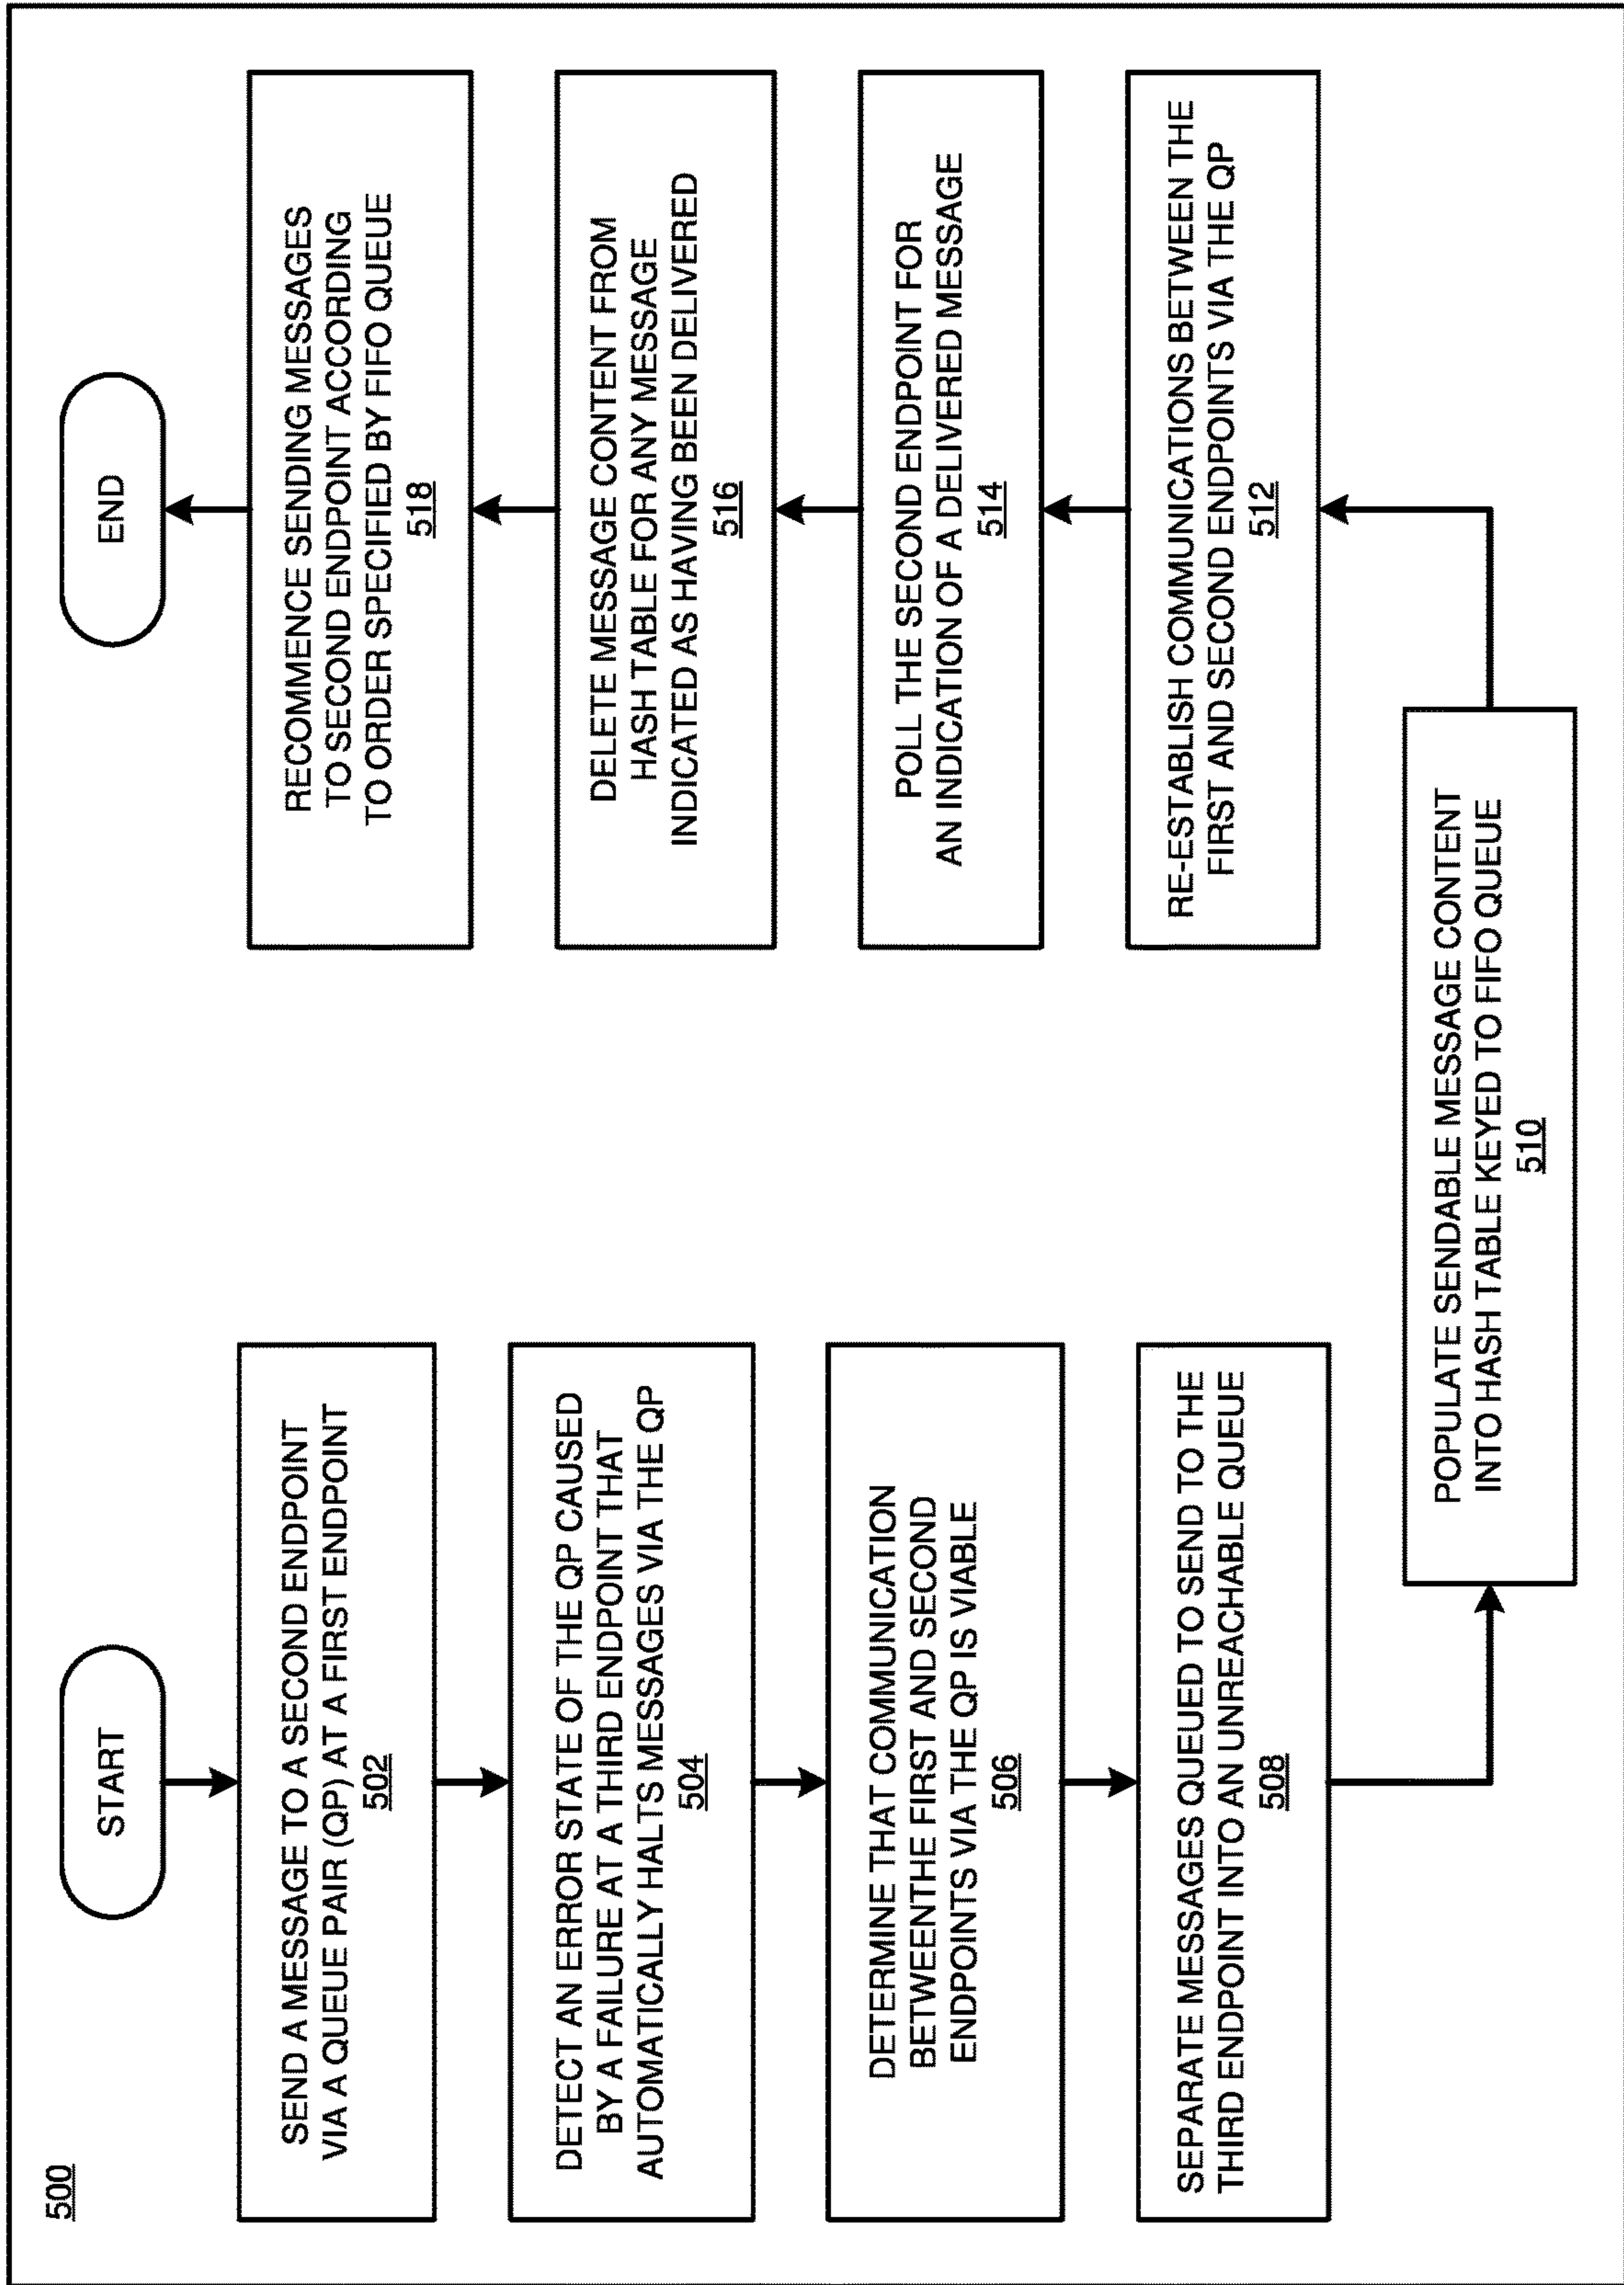 500
START
SEND A MESSAGE TO A SECOND ENDPOINT
VIA A QUEUE PAIR (QP) AT A FIRST ENDPOINT
502
DETECT AN ERROR STATE OF THE QP CAUSED
BY A FAILURE AT A THIRD ENDPOINT THAT
AUTOMATICALLY HALTS MESSAGES VIA THE QP
504
DETERMINE THAT COMMUNICATION
BETWEENTHE FIRST AND SECOND
ENDPOINTS VIA THE QP IS VIABLE
506
SEPARATE MESSAGES QUEUED TO SEND TO THE
THIRD ENDPOINT INTO AN UNREACHABLE QUEUE
508
POPULATE SENDABLE MESSAGE CONTENT
INTO HASH TABLE KEYED TO FIFO QUEUE
510
RE-ESTABLISH COMMUNICATIONS BETWEEN THE
FIRST AND SECOND ENDPOINTS VIA THE QP
512
POLL THE SECOND ENDPOINT FOR
AN INDICATION OF A DELIVERED MESSAGE
514
DELETE MESSAGE CONTENT FROM
HASH TABLE FOR ANY MESSAGE
INDICATED AS HAVING BEEN DELIVERED
516
RECOMMENCE SENDING MESSAGES
TO SECOND ENDPOINT ACCORDING
TO ORDER SPECIFIED BY FIFO QUEUE
518
END